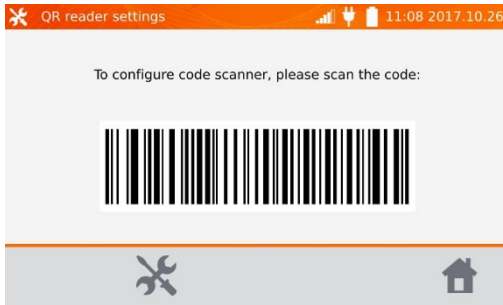 QR reader settings 11:08 2017.10.26
To configure code scanner, please scan the code: